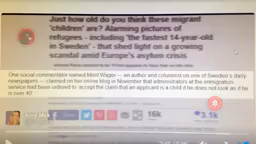 Just how old do you think these migrant
'children' are? Alarming pictures of
refugees - including 'the fastest 14-year-old
in Sweden' - that shed light on a growing
scandal amid Europe's asylum crisis
One social commentator named Merit Wager — an author and columnist on one of Sweden's daily
newspapers — claimed on her online blog in November that administrators at the immigration
service had been ordered to 'accept the claim that an applicant is a child if he does not look as if he
is over 40'
16k
3.1k